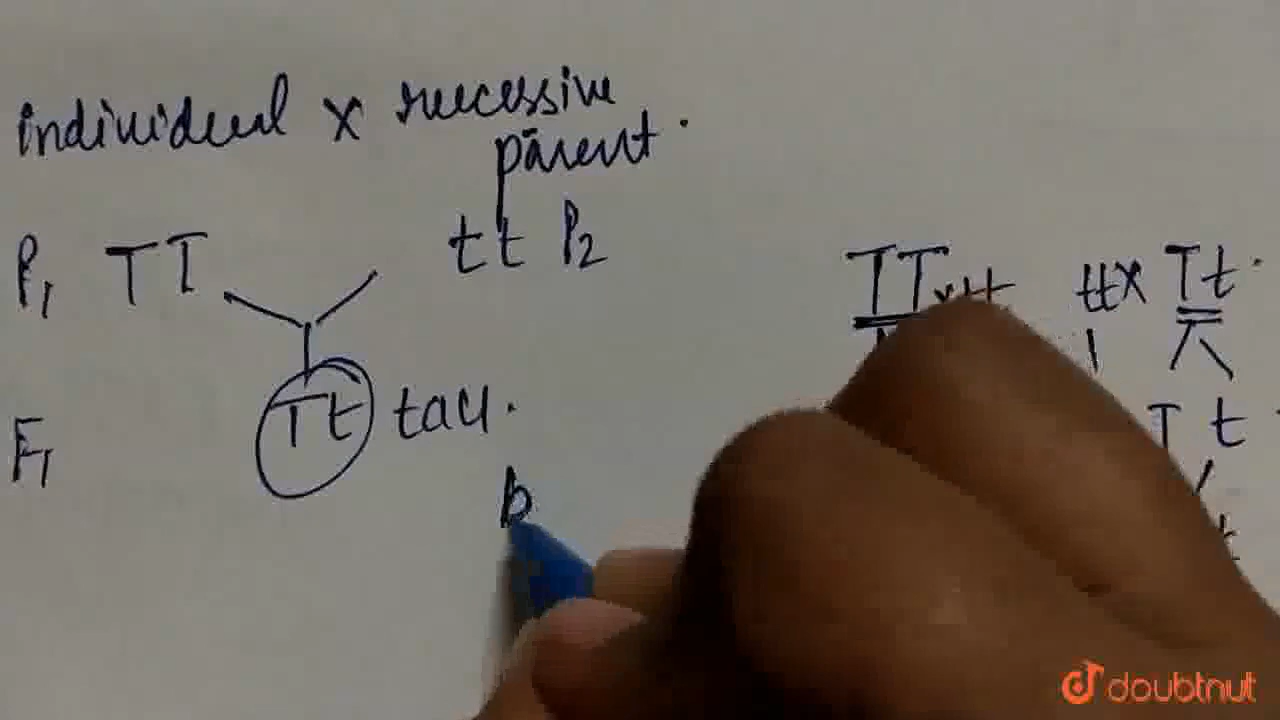 individual x recessive
parent.
P1 TT tt P2
TT x tt tt x Tt.
T t
F1 Tt tall.
b
t
doubtnut